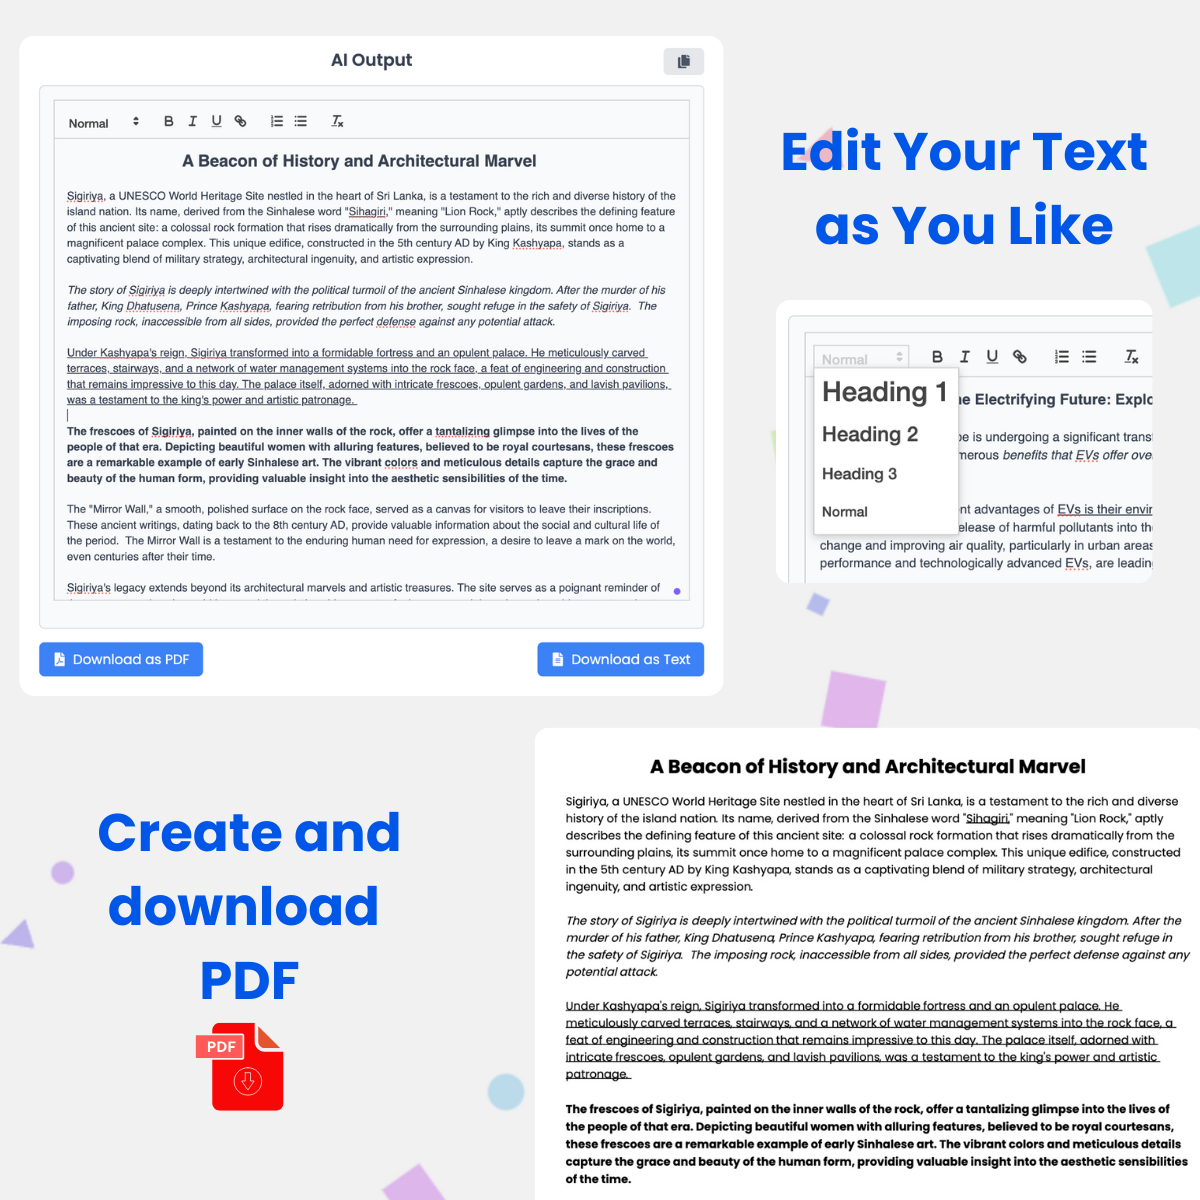 AI Output
Normal
B I U
A Beacon of History and Architectural Marvel
Sigiriya, a UNESCO World Heritage Site nestled in the heart of Sri Lanka, is a testament to the rich and diverse history of the
island nation. Its name, derived from the Sinhalese word "Sihagiri," meaning "Lion Rock," aptly describes the defining feature
of this ancient site: a colossal rock formation that rises dramatically from the surrounding plains, its summit once home to a
magnificent palace complex. This unique edifice, constructed in the 5th century AD by King Kashyapa, stands as a
captivating blend of military strategy, architectural ingenuity, and artistic expression.
The story of Sigiriya is deeply intertwined with the political turmoil of the ancient Sinhalese kingdom. After the murder of his
father, King Dhatusena, Prince Kashyapa, fearing retribution from his brother, sought refuge in the safety of Sigiriya.  The
imposing rock, inaccessible from all sides, provided the perfect defense against any potential attack.
Under Kashyapa's reign, Sigiriya transformed into a formidable fortress and an opulent palace. He meticulously carved
terraces, stairways, and a network of water management systems into the rock face, a feat of engineering and construction
that remains impressive to this day. The palace itself, adorned with intricate frescoes, opulent gardens, and lavish pavilions,
was a testament to the king's power and artistic patronage.
The frescoes of Sigiriya, painted on the inner walls of the rock, offer a tantalizing glimpse into the lives of the
people of that era. Depicting beautiful women with alluring features, believed to be royal courtesans, these frescoes
are a remarkable example of early Sinhalese art. The vibrant colors and meticulous details capture the grace and
beauty of the human form, providing valuable insight into the aesthetic sensibilities of the time.
The "Mirror Wall," a smooth, polished surface on the rock face, served as a canvas for visitors to leave their inscriptions.
These ancient writings, dating back to the 8th century AD, provide valuable information about the social and cultural life of
the period.  The Mirror Wall is a testament to the enduring human need for expression, a desire to leave a mark on the world,
even centuries after their time.
Sigiriya's legacy extends beyond its architectural marvels and artistic treasures. The site serves as a poignant reminder of
Download as PDF
Download as Text
Edit Your Text
as You Like
Normal
B I U
Heading 1
Heading 2
Heading 3
Normal
e Electrifying Future: Explo
e is undergoing a significant trans
merous benefits that EVs offer ove
nt advantages of EVs is their envir
elease of harmful pollutants into th
change and improving air quality, particularly in urban areas
performance and technologically advanced EVs, are leading
Create and
download
PDF
PDF
A Beacon of History and Architectural Marvel
Sigiriya, a UNESCO World Heritage Site nestled in the heart of Sri Lanka, is a testament to the rich and diverse
history of the island nation. Its name, derived from the Sinhalese word "Sihagiri," meaning "Lion Rock," aptly
describes the defining feature of this ancient site: a colossal rock formation that rises dramatically from the
surrounding plains, its summit once home to a magnificent palace complex. This unique edifice, constructed
in the 5th century AD by King Kashyapa, stands as a captivating blend of military strategy, architectural
ingenuity, and artistic expression.
The story of Sigiriya is deeply intertwined with the political turmoil of the ancient Sinhalese kingdom. After the
murder of his father, King Dhatusena, Prince Kashyapa, fearing retribution from his brother, sought refuge in
the safety of Sigiriya.  The imposing rock, inaccessible from all sides, provided the perfect defense against any
potential attack.
Under Kashyapa's reign, Sigiriya transformed into a formidable fortress and an opulent palace. He
meticulously carved terraces, stairways, and a network of water management systems into the rock face, a
feat of engineering and construction that remains impressive to this day. The palace itself, adorned with
intricate frescoes, opulent gardens, and lavish pavilions, was a testament to the king's power and artistic
patronage.
The frescoes of Sigiriya, painted on the inner walls of the rock, offer a tantalizing glimpse into the lives of
the people of that era. Depicting beautiful women with alluring features, believed to be royal courtesans,
these frescoes are a remarkable example of early Sinhalese art. The vibrant colors and meticulous details
capture the grace and beauty of the human form, providing valuable insight into the aesthetic sensibilities
of the time.